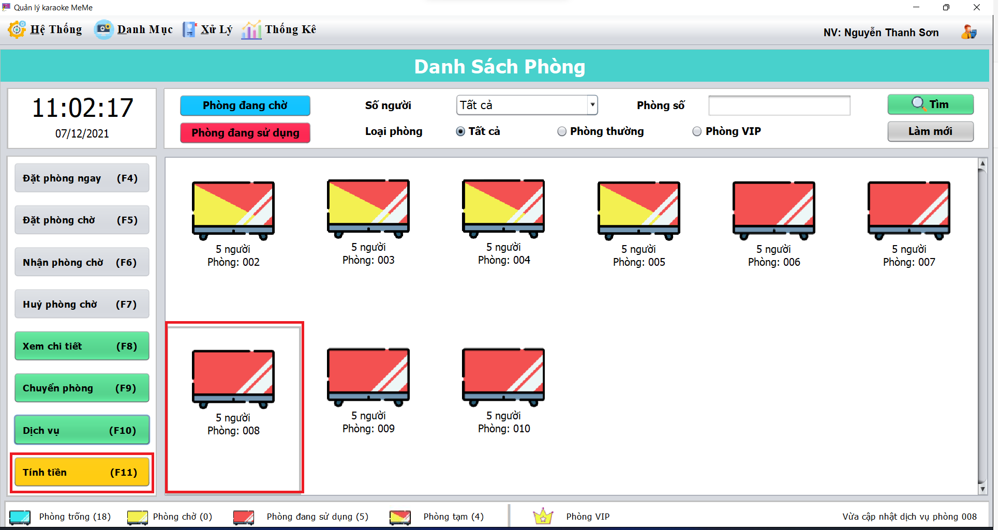 Quản lý karaoke MeMe
Hệ Thống Danh Mục Xử Lý Thống Kê
NV: Nguyễn Thanh Sơn
Danh Sách Phòng
11:02:17
07/12/2021
Phòng đang chờ Số người Tất cả Phòng số Tìm
Phòng đang sử dụng Loại phòng Tất cả Phòng thường Phòng VIP Làm mới
Đặt phòng ngay (F4)
Đặt phòng chờ (F5)
Nhận phòng chờ (F6)
Huỷ phòng chờ (F7)
Xem chi tiết (F8)
Chuyển phòng (F9)
Dịch vụ (F10)
Tính tiền (F11)
5 người
Phòng: 002
5 người
Phòng: 003
5 người
Phòng: 004
5 người
Phòng: 005
5 người
Phòng: 006
5 người
Phòng: 007
5 người
Phòng: 008
5 người
Phòng: 009
5 người
Phòng: 010
Phòng trống (18) Phòng chờ (0) Phòng đang sử dụng (5) Phòng tạm (4) Phòng VIP Vừa cập nhật dịch vụ phòng 008